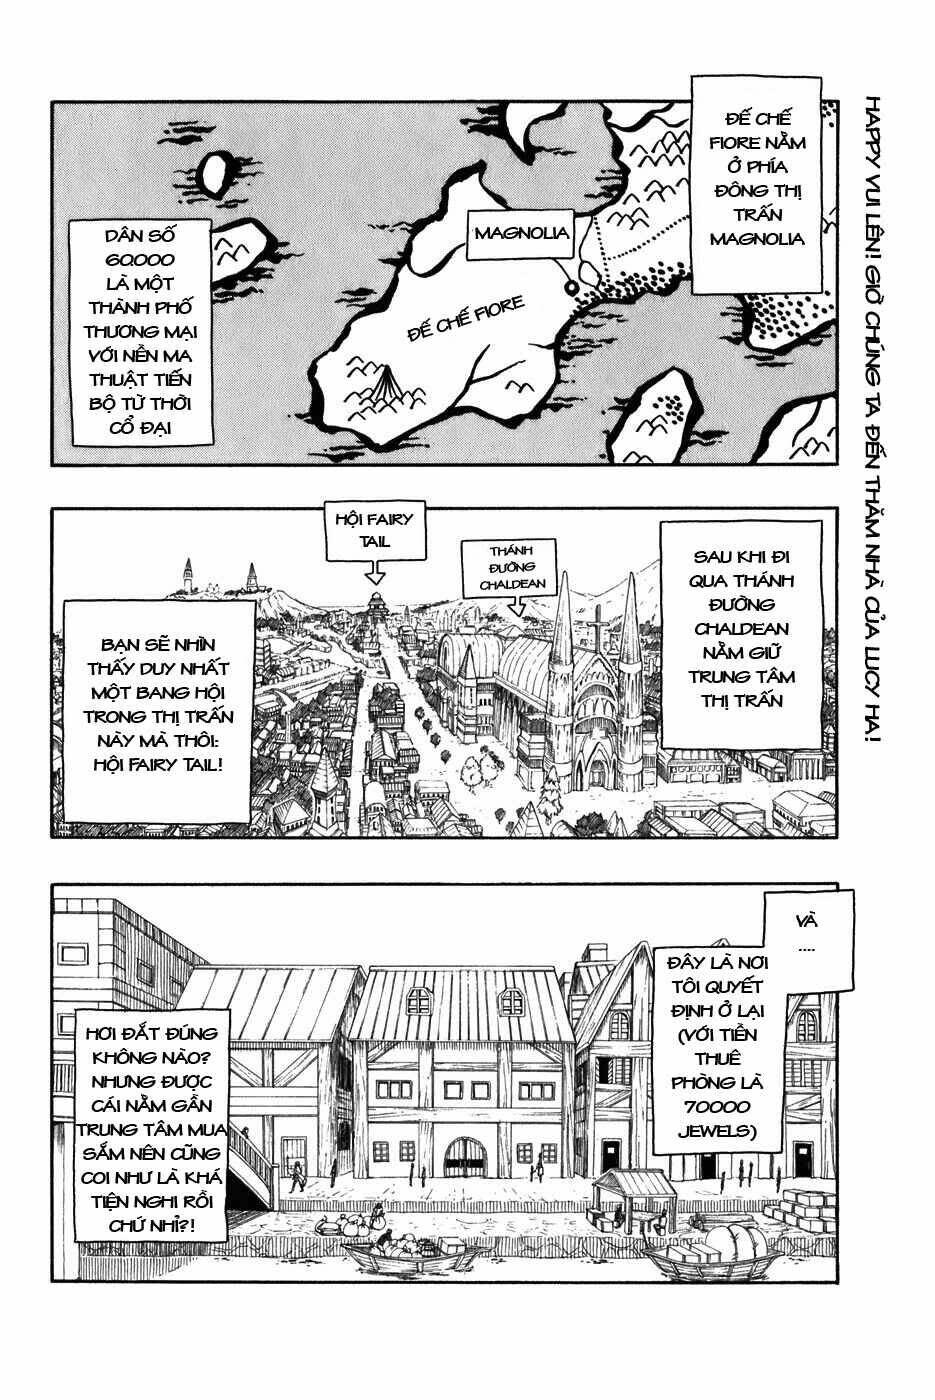 HAPPY VUI LÊN! GIỜ CHÚNG TA ĐẾN THĂM NHÀ CỦA LUCY HA!
ĐẾ CHẾ
FIORE NẰM
Ở PHÍA
ĐÔNG THỊ
TRẤN
MAGNOLIA
MAGNOLIA
ĐẾ CHẾ FIORE
DÂN SỐ
60.000
LÀ MỘT
THÀNH PHỐ
THƯƠNG MẠI
VỚI NỀN MA
THUẬT TIẾN
BỘ TỪ THỜI
CỔ ĐẠI
SAU KHI ĐI
QUA THÁNH
ĐƯỜNG
CHALDEAN
NẰM GIỮ
TRUNG TÂM
THỊ TRẤN
THÁNH
ĐƯỜNG
CHALDEAN
HỘI FAIRY
TAIL
BẠN SẼ NHÌN
THẤY DUY NHẤT
MỘT BANG HỘI
TRONG THỊ TRẤN
NÀY MÀ THÔI:
HỘI FAIRY TAIL!
VÀ
....
ĐÂY LÀ NƠI
TÔI QUYẾT
ĐỊNH Ở LẠI
(VỚI TIỀN
THUÊ
PHÒNG LÀ
70000
JEWELS)
HƠI ĐẮT ĐÚNG
KHÔNG NÀO?
NHƯNG ĐƯỢC
CÁI NẰM GẦN
TRUNG TÂM MUA
SẮM NÊN CŨNG
COI NHƯ LÀ KHÁ
TIỆN NGHI RỒI
CHỨ NHỈ?!